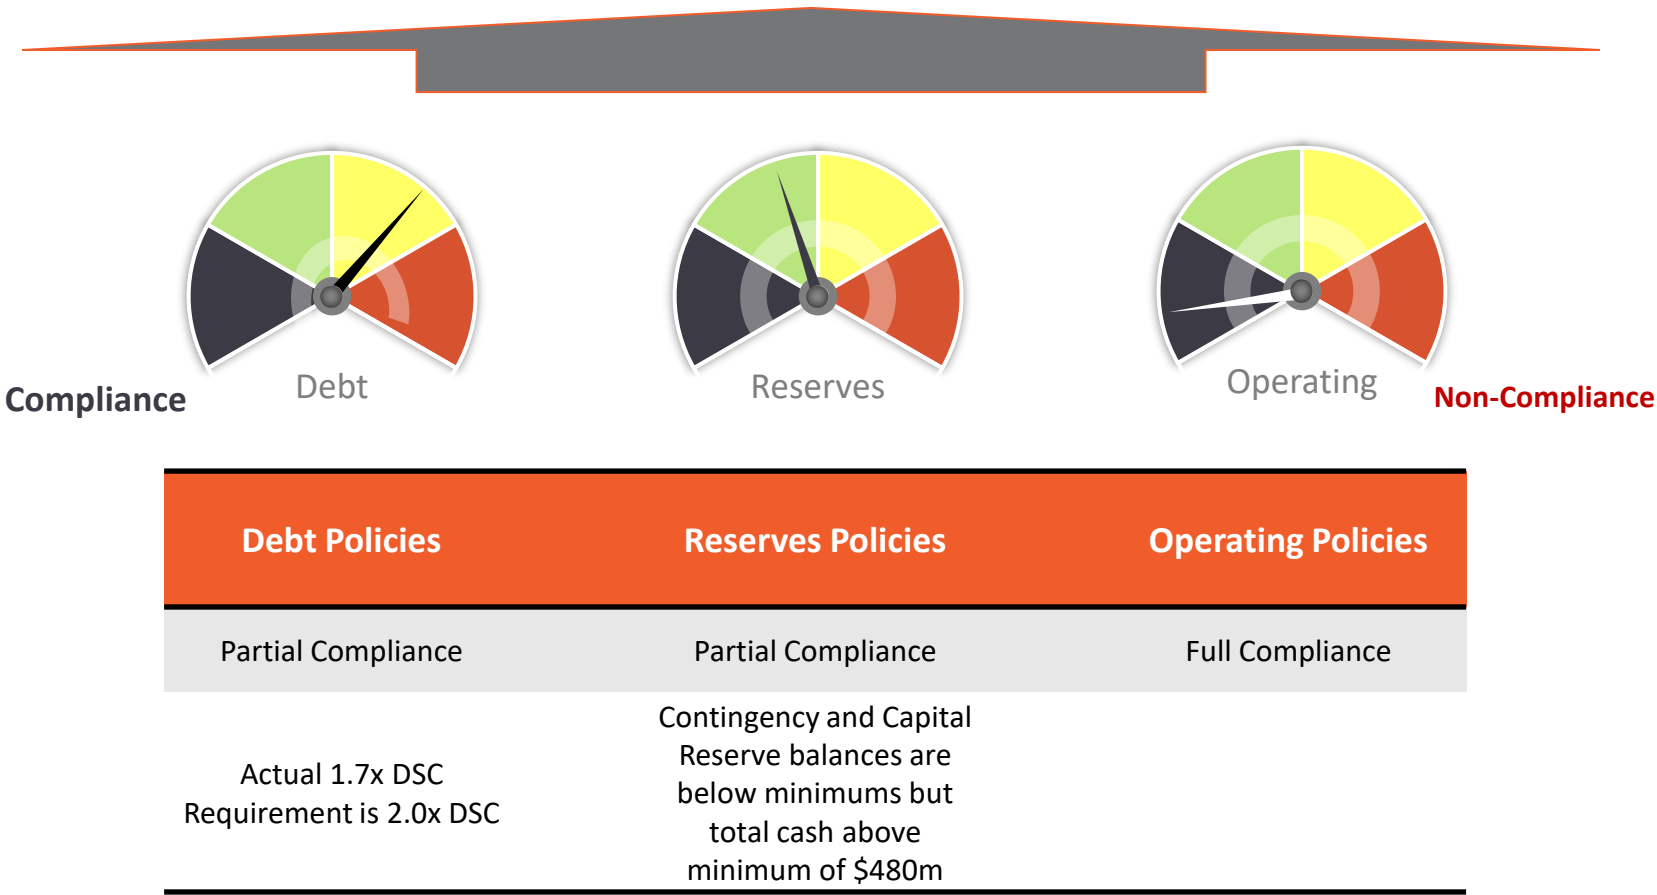 Debt
Reserves
Operating
Compliance
Non-Compliance
Debt Policies
Reserves Policies
Operating Policies
Partial Compliance
Partial Compliance
Full Compliance
Actual 1.7x DSC
Requirement is 2.0x DSC
Contingency and Capital
Reserve balances are
below minimums but
total cash above
minimum of $480m